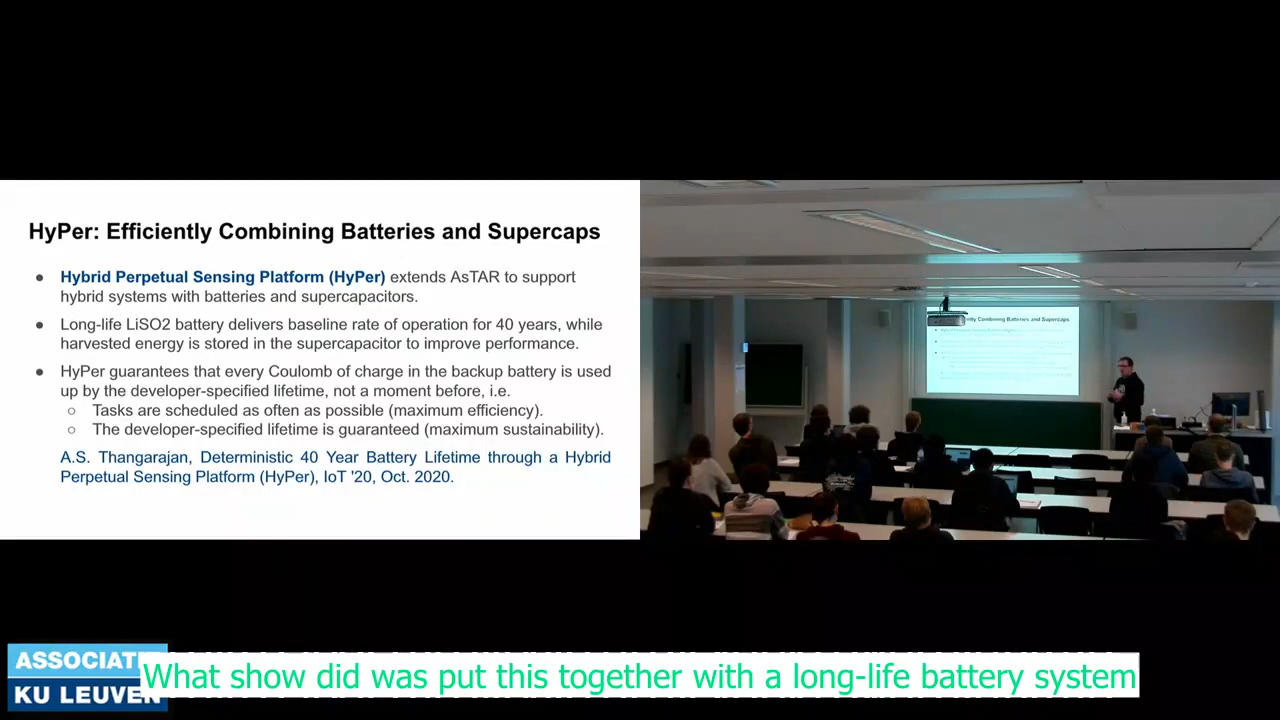 HyPer: Efficiently Combining Batteries and Supercaps
● Hybrid Perpetual Sensing Platform (HyPer) extends AsTAR to support
hybrid systems with batteries and supercapacitors.
● Long-life LiSO2 battery delivers baseline rate of operation for 40 years, while
harvested energy is stored in the supercapacitor to improve performance.
● HyPer guarantees that every Coulomb of charge in the backup battery is used
up by the developer-specified lifetime, not a moment before, i.e.
○ Tasks are scheduled as often as possible (maximum efficiency).
○ The developer-specified lifetime is guaranteed (maximum sustainability).
A.S. Thangarajan, Deterministic 40 Year Battery Lifetime through a Hybrid
Perpetual Sensing Platform (HyPer), IoT '20, Oct. 2020.
Combining Batteries and Supercaps
ASSOCIATI
KU LEUVEN
What show did was put this together with a long-life battery system